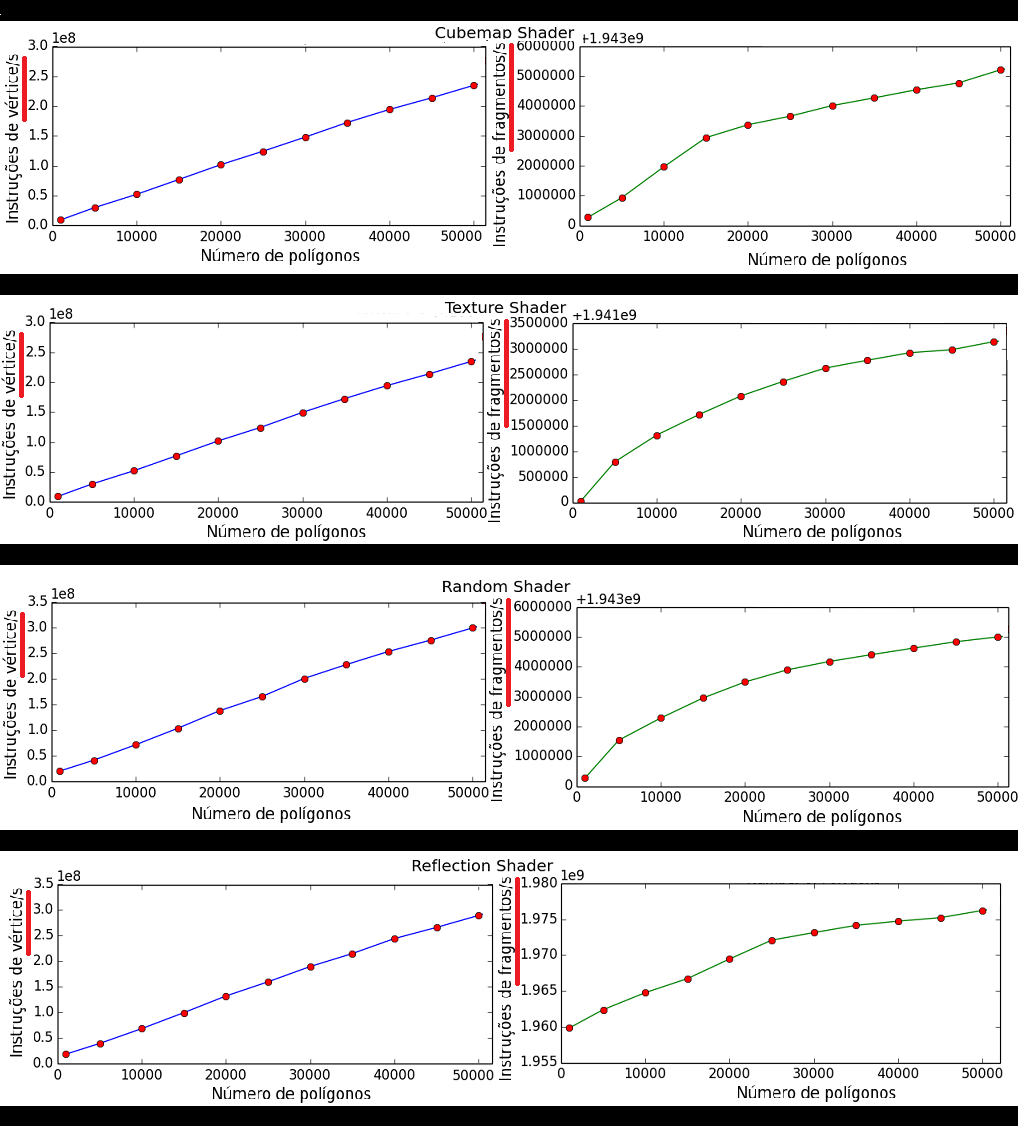 Cubemap Shader
1e8
3.0
2.5
2.0
1.5
1.0
0.5
0.0
Instruções de vértice/s
0 10000 20000 30000 40000 50000
Número de polígonos
+1.943e9
6000000
5000000
4000000
3000000
2000000
1000000
0
Instruções de fragmentos/s
0 10000 20000 30000 40000 50000
Número de polígonos
Texture Shader
1e8
3.0
2.5
2.0
1.5
1.0
0.5
0.0
Instruções de vértice/s
0 10000 20000 30000 40000 50000
Número de polígonos
+1.941e9
3500000
3000000
2500000
2000000
1500000
1000000
500000
0
Instruções de fragmentos/s
0 10000 20000 30000 40000 50000
Número de polígonos
Random Shader
1e8
3.5
3.0
2.5
2.0
1.5
1.0
0.5
0.0
Instruções de vértice/s
0 10000 20000 30000 40000 50000
Número de polígonos
+1.943e9
6000000
5000000
4000000
3000000
2000000
1000000
0
Instruções de fragmentos/s
0 10000 20000 30000 40000 50000
Número de polígonos
Reflection Shader
1e8
3.5
3.0
2.5
2.0
1.5
1.0
0.5
0.0
Instruções de vértice/s
0 10000 20000 30000 40000 50000
Número de polígonos
1e9
1.980
1.975
1.970
1.965
1.960
1.955
Instruções de fragmentos/s
0 10000 20000 30000 40000 50000
Número de polígonos